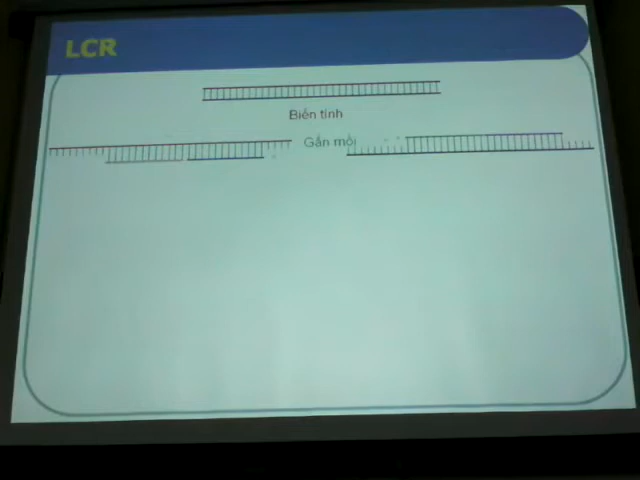 LCR
Biến tính
Gắn mồi